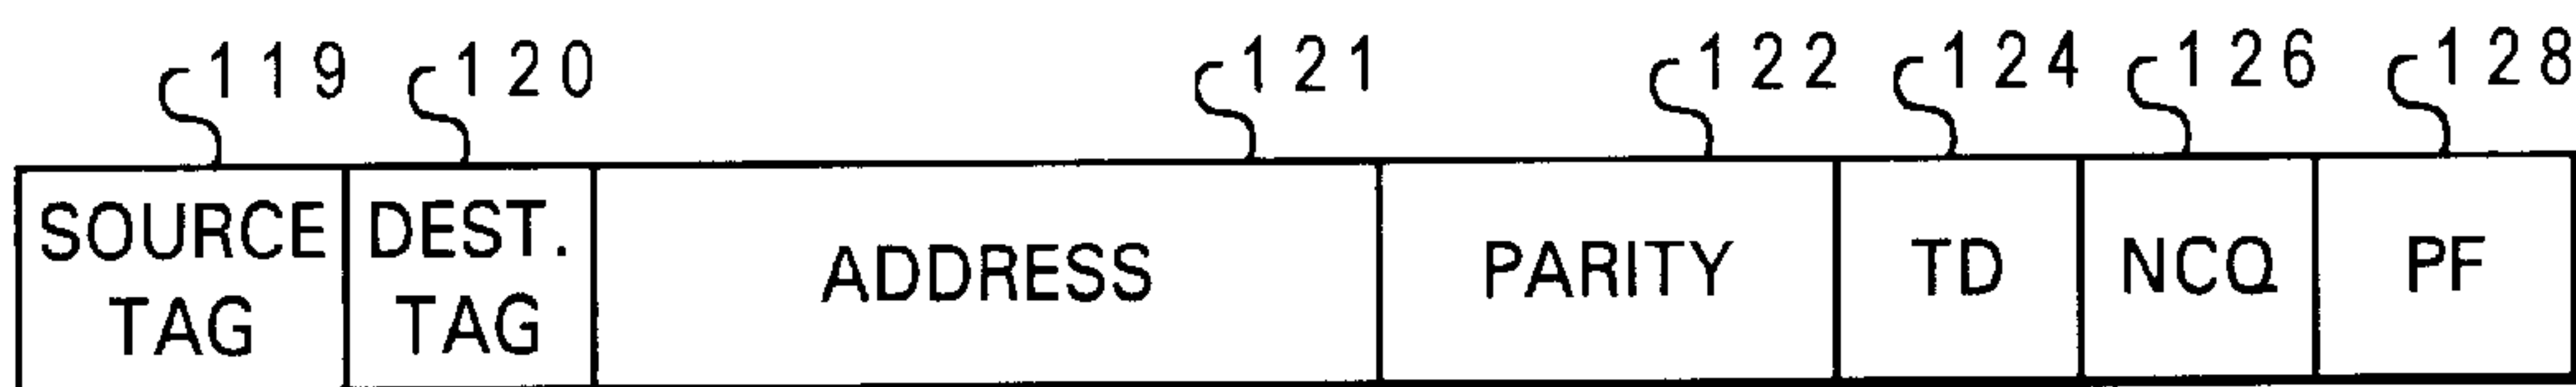 119 120 121 122 124 126 128
SOURCE TAG DEST. TAG ADDRESS PARITY TD NCQ PF